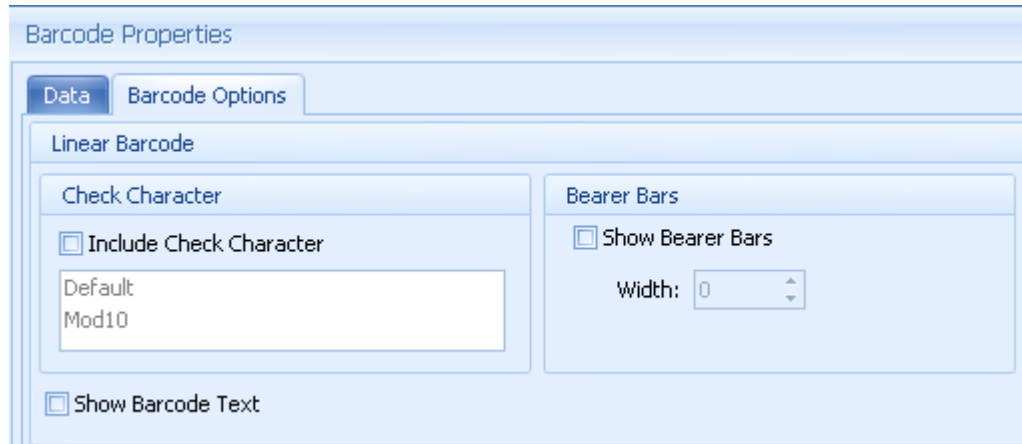 Barcode Properties
Data Barcode Options
Linear Barcode
Check Character
Include Check Character
Default
Mod10
Bearer Bars
Show Bearer Bars
Width: 0
Show Barcode Text